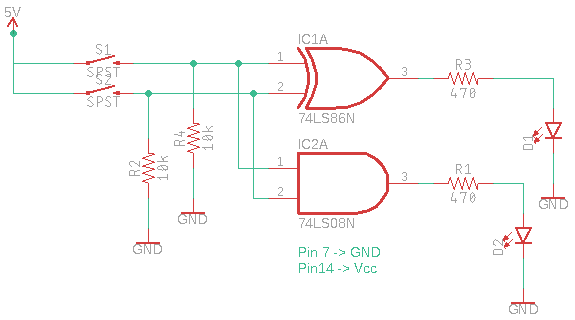 5V
S1
SPST
S2
SPST
IC1A
1
2
3
74LS86N
R3
470
R4
10k
R2
10k
D1
IC2A
1
2
3
74LS08N
R1
470
GND
GND
GND
D2
GND
Pin 7 -> GND
Pin14 -> Vcc